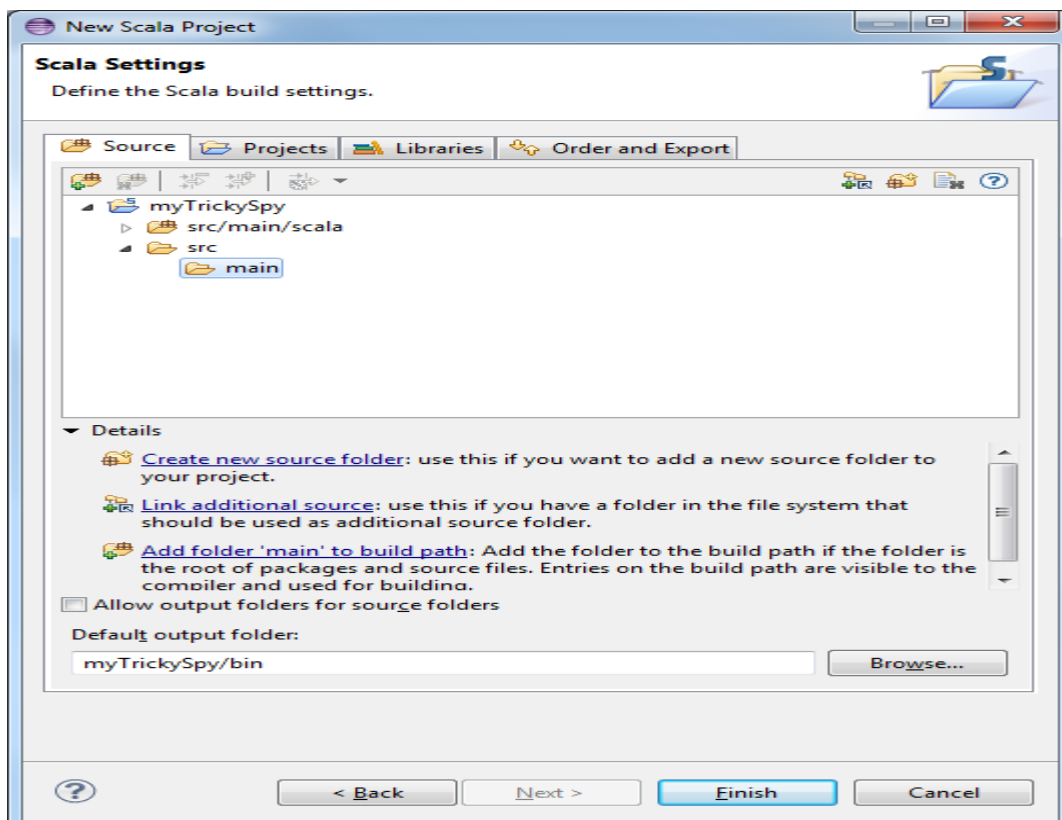 New Scala Project
Scala Settings
Define the Scala build settings.
Source Projects Libraries Order and Export
myTrickySpy
src/main/scala
src
main
Details
Create new source folder: use this if you want to add a new source folder to
your project.
Link additional source: use this if you have a folder in the file system that
should be used as additional source folder.
Add folder 'main' to build path: Add the folder to the build path if the folder is
the root of packages and source files. Entries on the build path are visible to the
compiler and used for building.
Allow output folders for source folders
Default output folder:
myTrickySpy/bin
Browse...
< Back Next > Finish Cancel